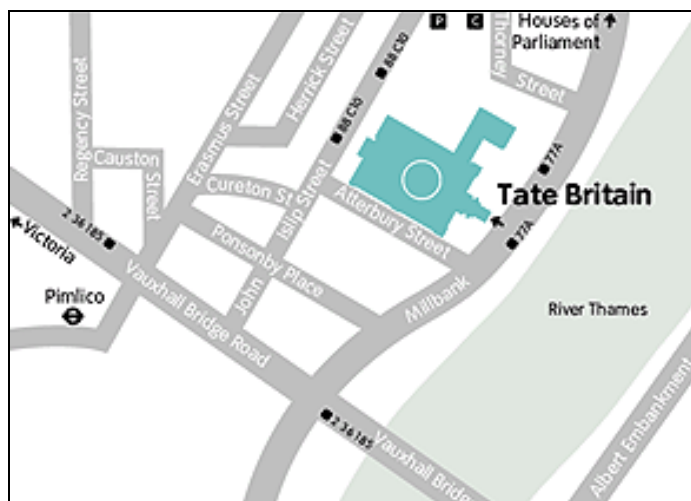 P
C
Houses of
Parliament
Thorney
Street
88 C10
Herrick Street
Regency Street
Erasmus Street
88 C10
Causton
Street
77A
Cureton St
Tate Britain
Atterbury Street
John Islip Street
2 36 185
Victoria
Ponsonby Place
77A
Pimlico
Vauxhall Bridge Road
Millbank
River Thames
2 36 185
Vauxhall Bridge
Albert Embankment